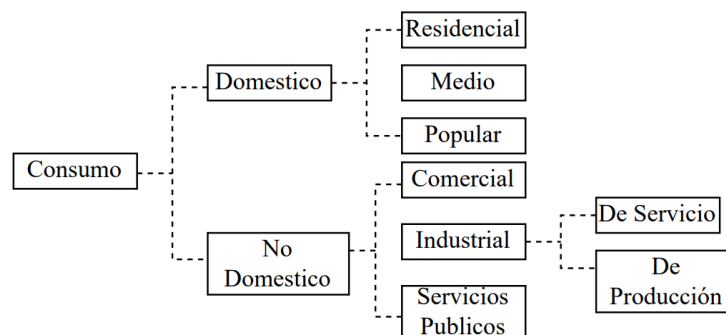 Residencial
Domestico
Medio
Popular
Consumo
Comercial
De Servicio
No
Domestico
Industrial
De
Producción
Servicios
Publicos